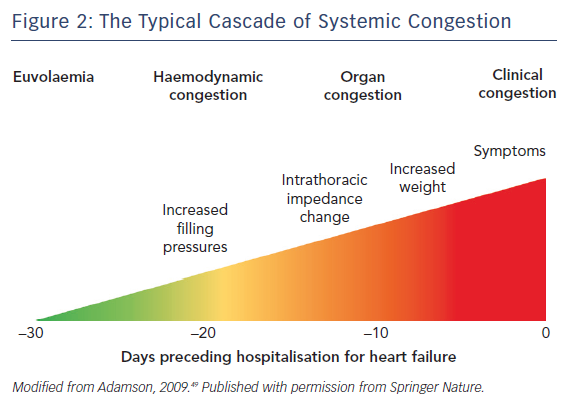 Figure 2: The Typical Cascade of Systemic Congestion
Euvolaemia
Haemodynamic
congestion
Organ
congestion
Clinical
congestion
Increased
filling
pressures
Intrathoracic
impedance
change
Increased
weight
Symptoms
–30 –20 –10 0
Days preceding hospitalisation for heart failure
Modified from Adamson, 2009.⁴⁹ Published with permission from Springer Nature.